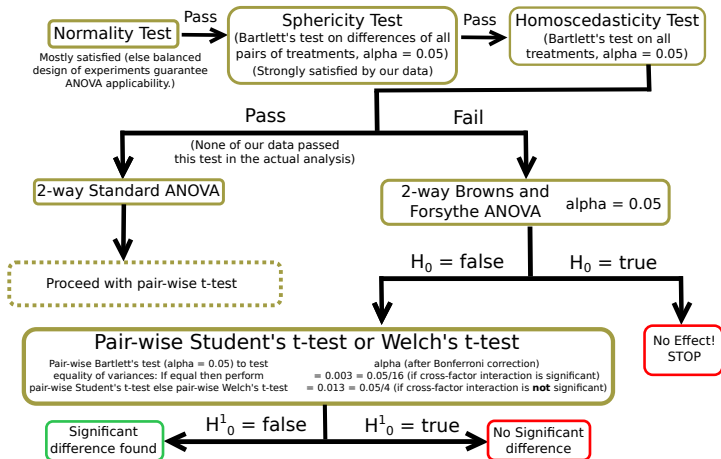 Normality Test
Pass
Mostly satisfied (else balanced
design of experiments guarantee
ANOVA applicability.)
Sphericity Test
(Bartlett's test on differences of all
pairs of treatments, alpha = 0.05)
(Strongly satisfied by our data)
Pass
Homoscedasticity Test
(Bartlett's test on all
treatments, alpha = 0.05)
Pass
Fail
(None of our data passed
this test in the actual analysis)
2-way Standard ANOVA
2-way Browns and
Forsythe ANOVA
alpha = 0.05
Proceed with pair-wise t-test
H₀ = false
H₀ = true
No Effect!
STOP
Pair-wise Student's t-test or Welch's t-test
Pair-wise Bartlett's test (alpha = 0.05) to test
equality of variances: If equal then perform
pair-wise Student's t-test else pair-wise Welch's t-test
alpha (after Bonferroni correction)
= 0.003 = 0.05/16 (if cross-factor interaction is significant)
= 0.013 = 0.05/4 (if cross-factor interaction is not significant)
H¹₀ = false
H¹₀ = true
Significant
difference found
No Significant
difference